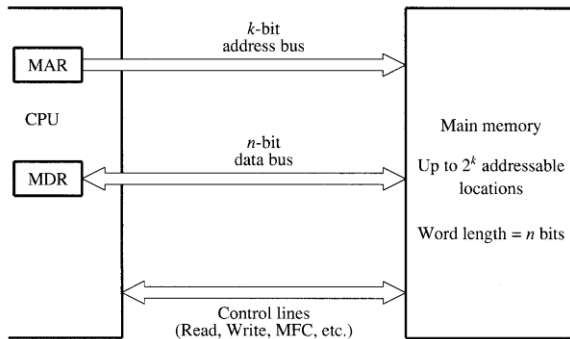 k-bit
address bus
MAR
CPU
n-bit
data bus
MDR
Main memory
Up to 2^k addressable
locations
Word length = n bits
Control lines
(Read, Write, MFC, etc.)